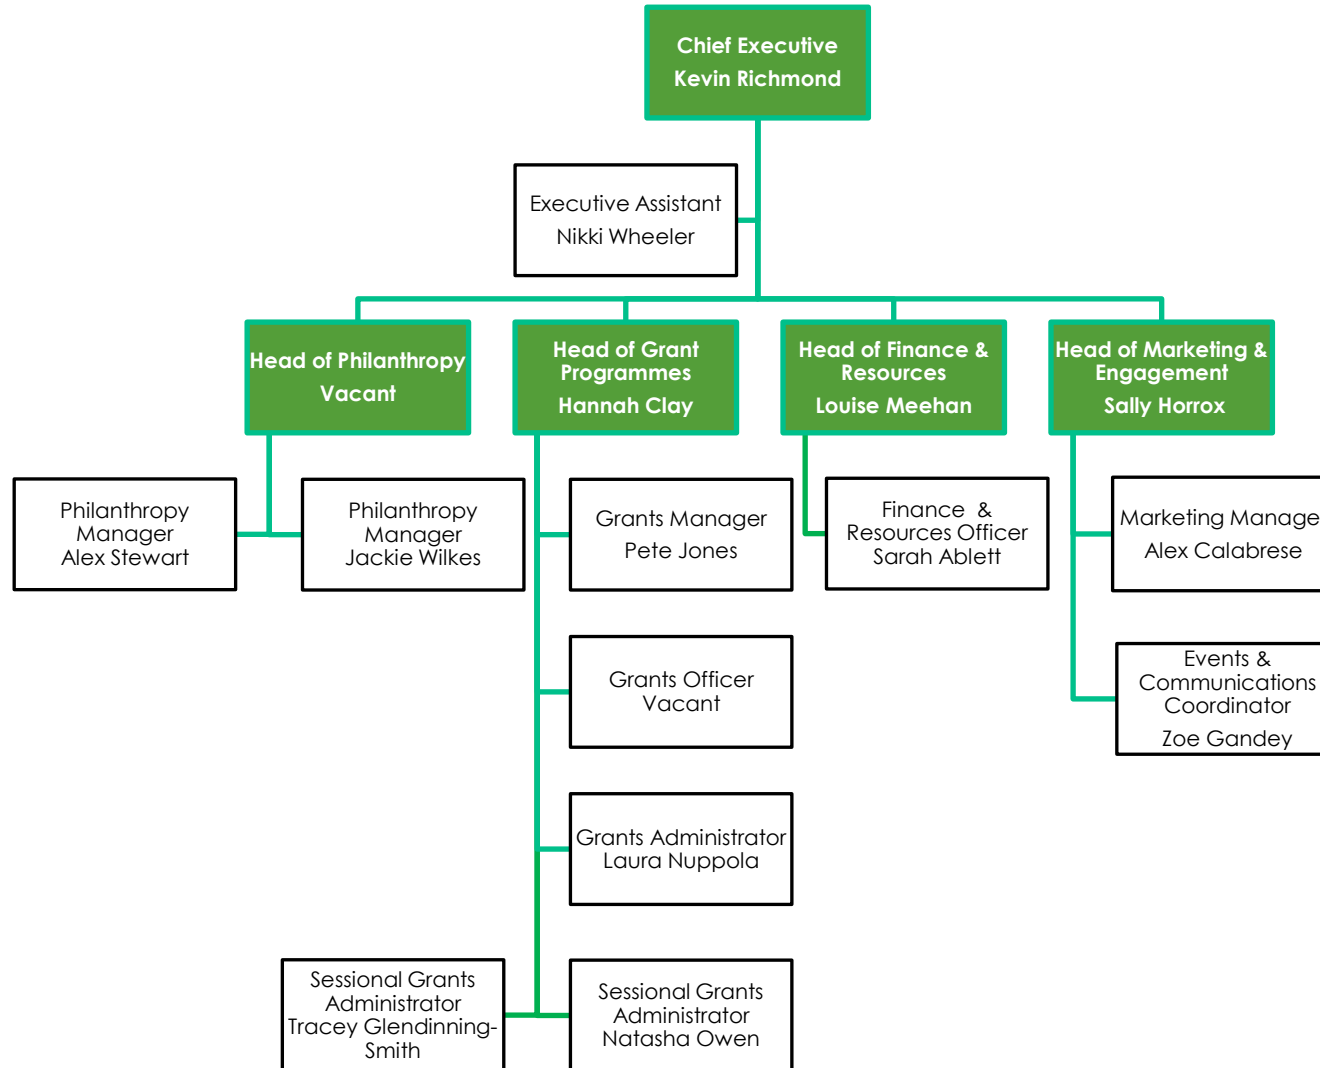 Chief Executive
Kevin Richmond
Executive Assistant
Nikki Wheeler
Head of Philanthropy
Vacant
Head of Grant
Programmes
Hannah Clay
Head of Finance &
Resources
Louise Meehan
Head of Marketing &
Engagement
Sally Horrox
Philanthropy
Manager
Alex Stewart
Philanthropy
Manager
Jackie Wilkes
Grants Manager
Pete Jones
Finance &
Resources Officer
Sarah Ablett
Marketing Manage
Alex Calabrese
Grants Officer
Vacant
Events &
Communications
Coordinator
Zoe Gandey
Grants Administrator
Laura Nuppola
Sessional Grants
Administrator
Tracey Glendinning-
Smith
Sessional Grants
Administrator
Natasha Owen